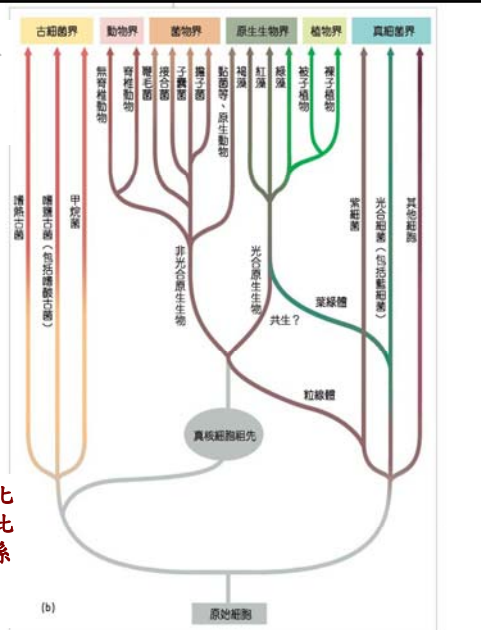 古細菌界
動物界
菌物界
原生生物界
植物界
真細菌界
無脊椎動物
脊椎動物
鞭毛菌
接合菌
子囊菌
擔子菌
黏菌等、原生動物
褐藻
紅藻
綠藻
被子植物
裸子植物
嗜熱古菌
嗜鹽古菌(包括嗜酸古菌)
甲烷菌
非光合原生生物
光合原生生物
紫細菌
光合細菌(包括藍細菌)
其他細胞
葉綠體
共生?
粒線體
真核細胞祖先
比
比
係
(b)
原始細胞